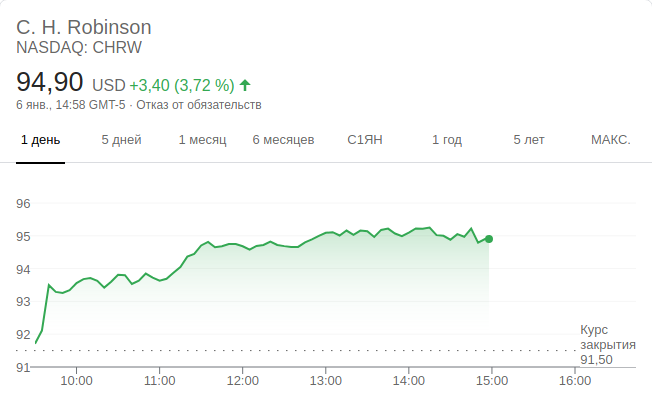 C. H. Robinson
NASDAQ: CHRW
94,90 USD +3,40 (3,72 %)
6 янв., 14:58 GMT-5 · Отказ от обязательств
1 день 5 дней 1 месяц 6 месяцев С1ЯН 1 год 5 лет МАКС.
96
95
94
93
92
91
Курс
закрытия
91,50
10:00 11:00 12:00 13:00 14:00 15:00 16:00